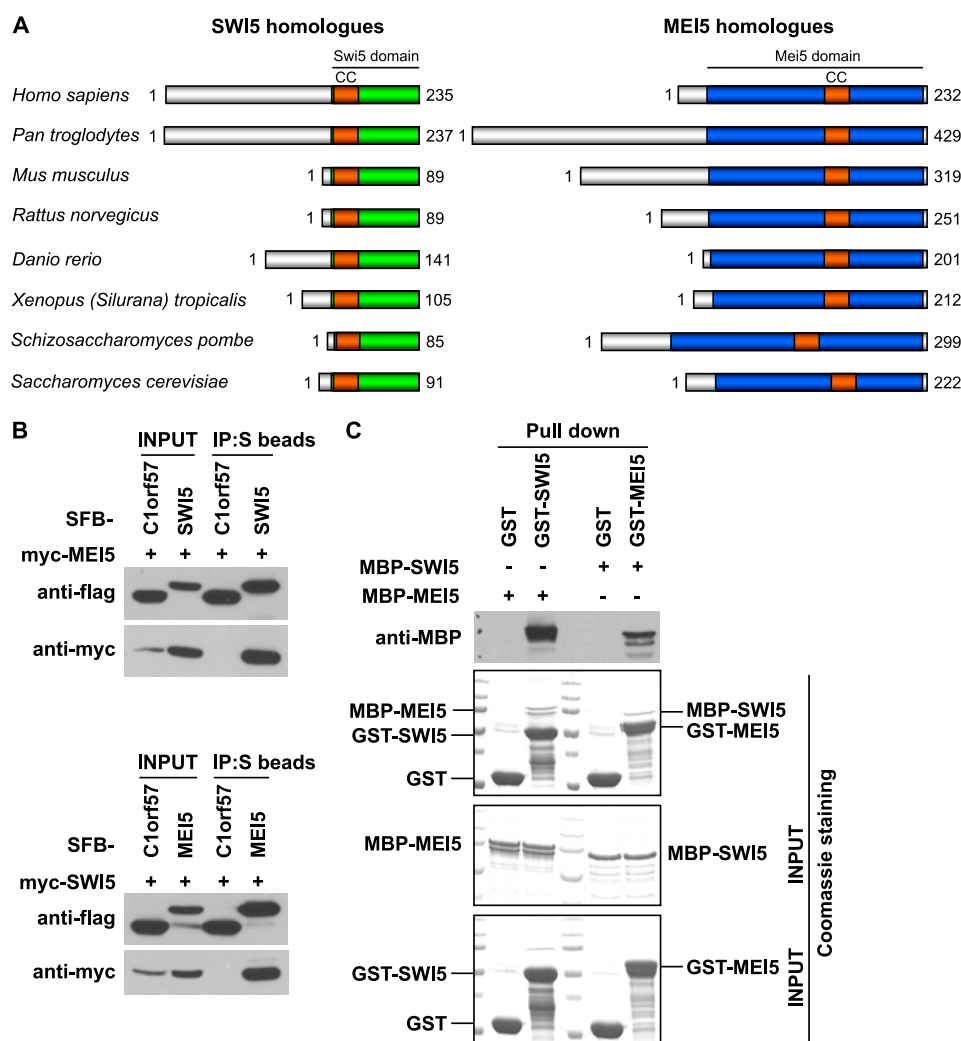 A
SWI5 homologues
MEI5 homologues
Swi5 domain
Mei5 domain
CC
CC
Homo sapiens 1 235 1 232
Pan troglodytes 1 237 1 429
Mus musculus 1 89 1 319
Rattus norvegicus 1 89 1 251
Danio rerio 1 141 1 201
Xenopus (Silurana) tropicalis 1 105 1 212
Schizosaccharomyces pombe 1 85 1 299
Saccharomyces cerevisiae 1 91 1 222
B
INPUT IP:S beads
SFB- C1orf57 SWI5 C1orf57 SWI5
myc-MEI5 + + + +
anti-flag
anti-myc
INPUT IP:S beads
SFB- C1orf57 MEI5 C1orf57 MEI5
myc-SWI5 + + + +
anti-flag
anti-myc
C
Pull down
GST GST-SWI5 GST GST-MEI5
MBP-SWI5 - - + +
MBP-MEI5 + + - -
anti-MBP
MBP-MEI5 MBP-SWI5
GST-SWI5 GST-MEI5
GST
MBP-MEI5 MBP-SWI5
INPUT
GST-SWI5 GST-MEI5
GST
INPUT
Coomassie staining